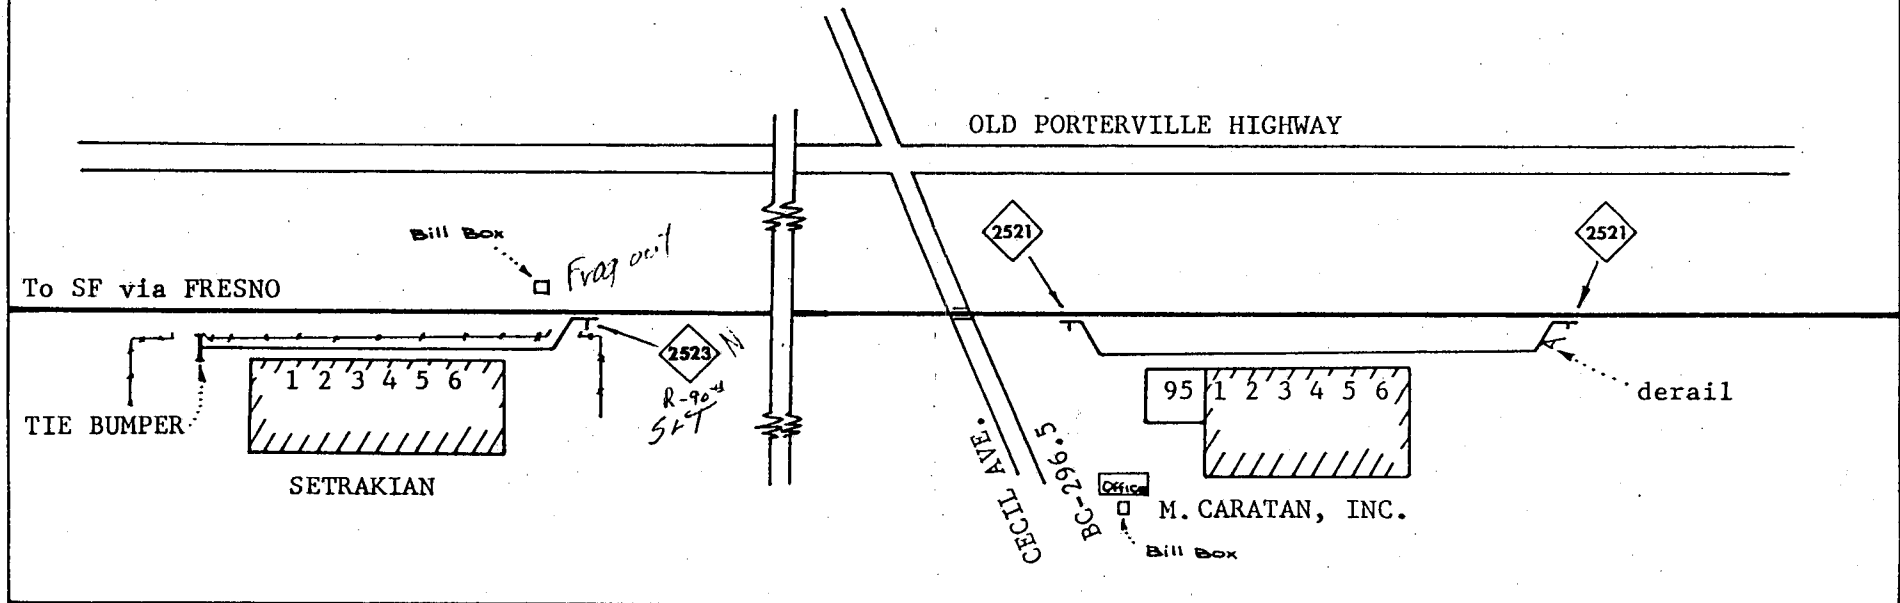 OLD PORTERVILLE HIGHWAY
2521
2521
Bill Box
To SF via FRESNO
2523
N
R-90
1 2 3 4 5 6
TIE BUMPER
SETRAKIAN
95 1 2 3 4 5 6
derail
CECIL AVE.
BC-296.5
Office
M. CARATAN, INC.
Bill Box